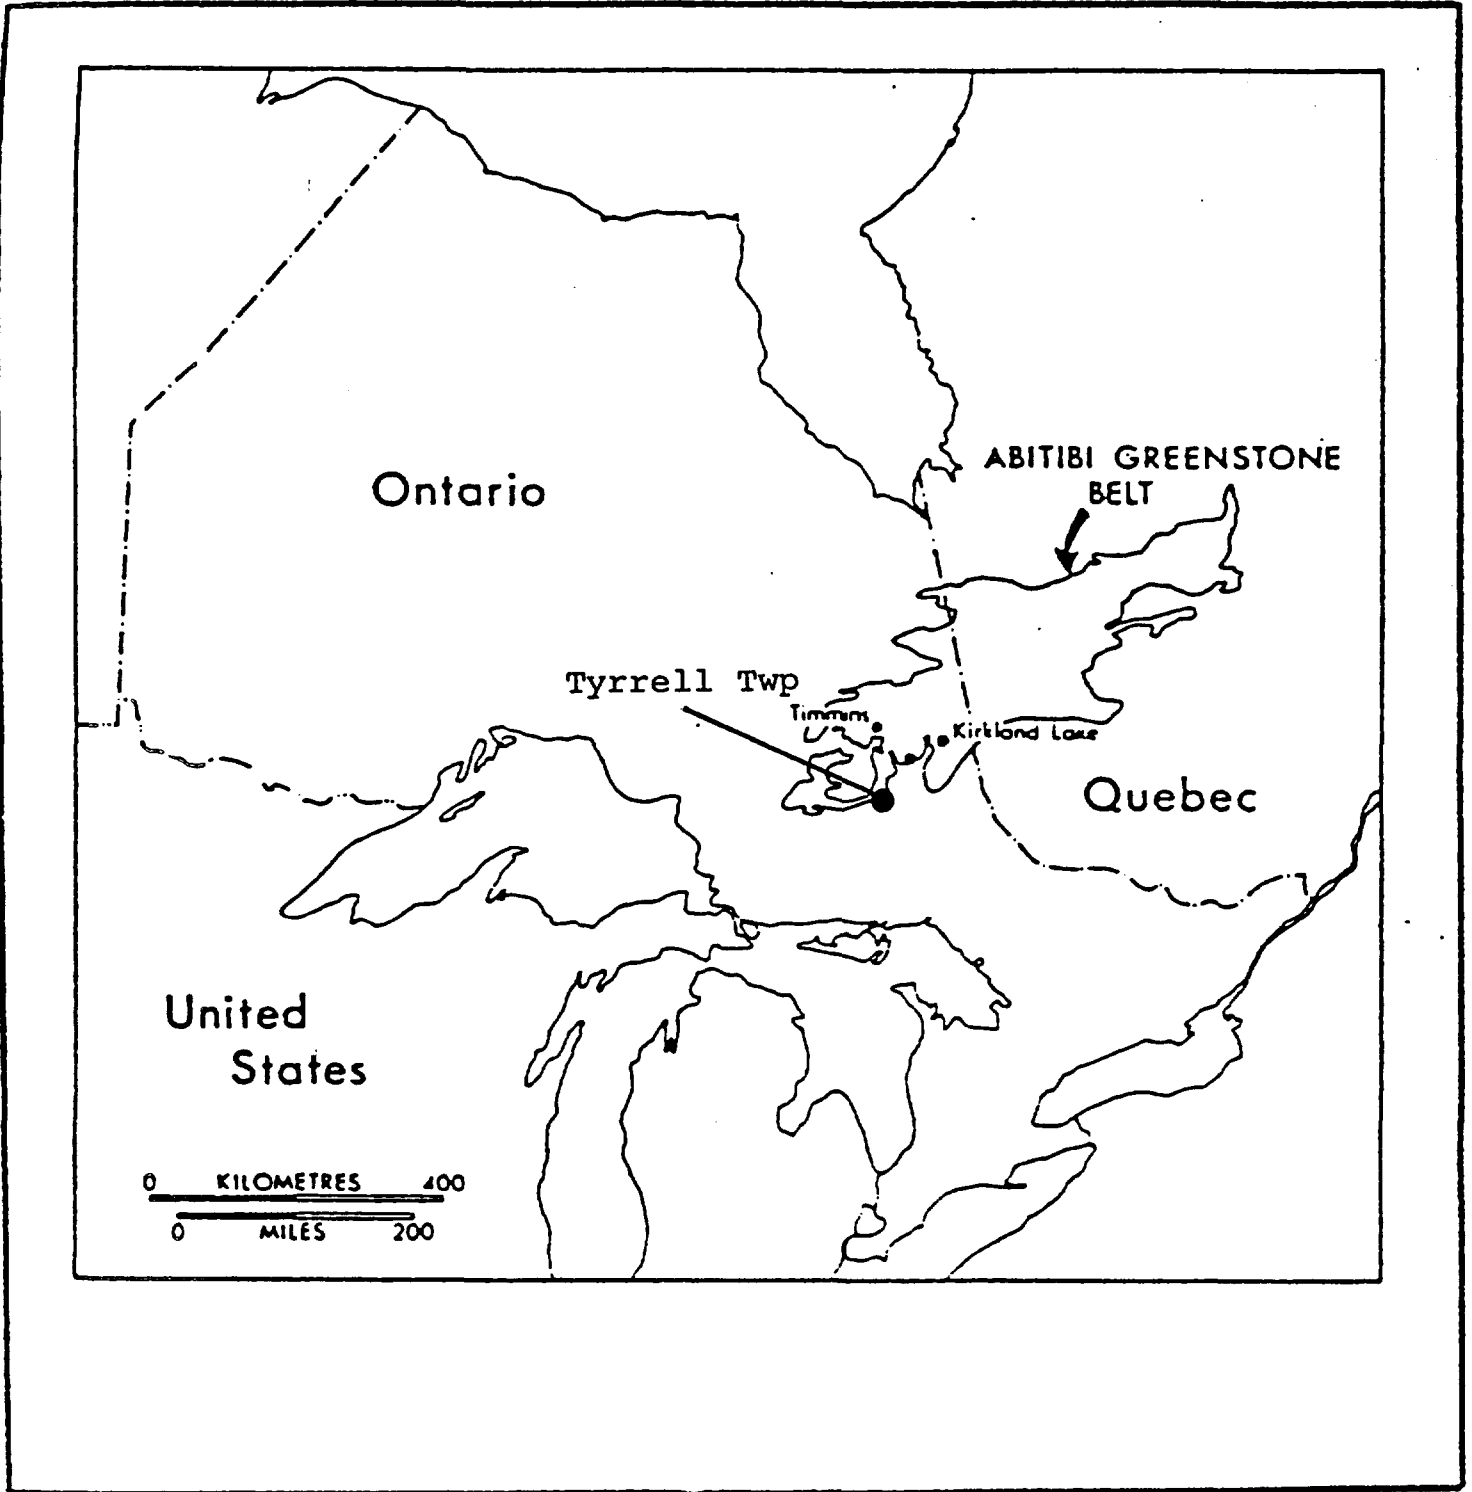 ABITIBI GREENSTONE
BELT
Ontario
Tyrrell Twp
Timmins
Kirkland Lake
Quebec
United
States
0 KILOMETRES 400
0 MILES 200